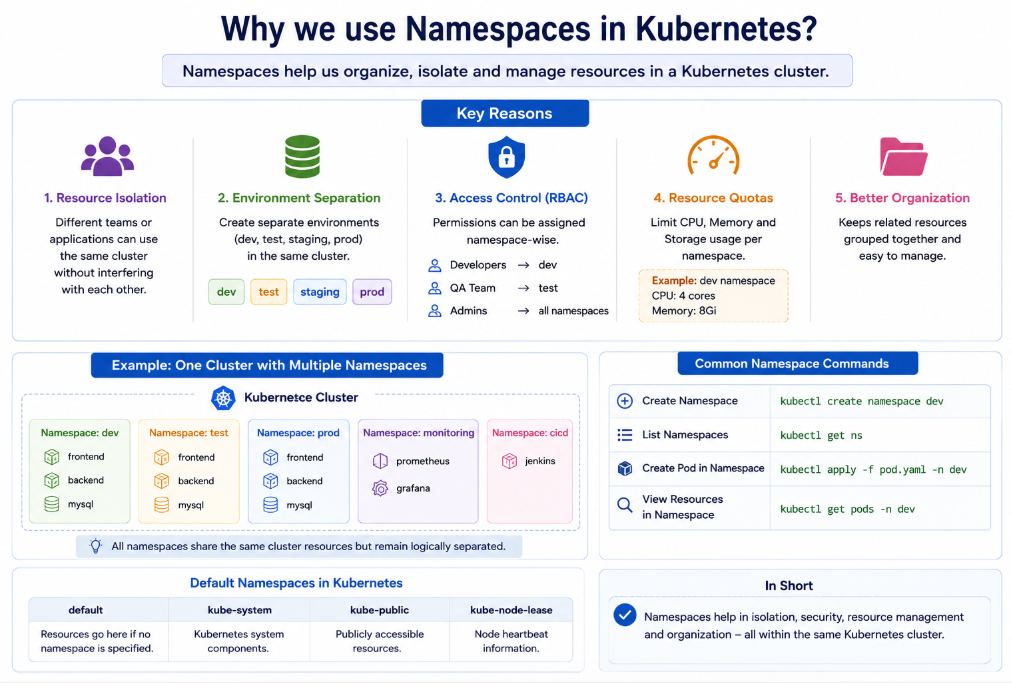 Why we use Namespaces in Kubernetes?
Namespaces help us organize, isolate and manage resources in a Kubernetes cluster.
Key Reasons
1. Resource Isolation
Different teams or
applications can use
the same cluster
without interfering
with each other.
2. Environment Separation
Create separate environments
(dev, test, staging, prod)
in the same cluster.
dev test staging prod
3. Access Control (RBAC)
Permissions can be assigned
namespace-wise.
Developers → dev
QA Team → test
Admins → all namespaces
4. Resource Quotas
Limit CPU, Memory and
Storage usage per
namespace.
Example: dev namespace
CPU: 4 cores
Memory: 8Gi
5. Better Organization
Keeps related resources
grouped together and
easy to manage.
Example: One Cluster with Multiple Namespaces
Kubernetce Cluster
Namespace: dev
frontend
backend
mysql
Namespace: test
frontend
backend
mysql
Namespace: prod
frontend
backend
mysql
Namespace: monitoring
prometheus
grafana
Namespace: cicd
jenkins
All namespaces share the same cluster resources but remain logically separated.
Common Namespace Commands
Create Namespace kubectl create namespace dev
List Namespaces kubectl get ns
Create Pod in Namespace kubectl apply -f pod.yaml -n dev
View Resources
in Namespace
kubectl get pods -n dev
Default Namespaces in Kubernetes
default
Resources go here if no
namespace is specified.
kube-system
Kubernetes system
components.
kube-public
Publicly accessible
resources.
kube-node-lease
Node heartbeat
information.
In Short
Namespaces help in isolation, security, resource management
and organization – all within the same Kubernetes cluster.